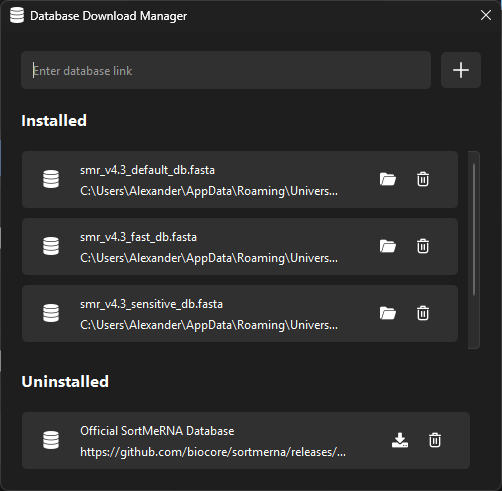 Database Download Manager
Enter database link
Installed
smr_v4.3_default_db.fasta
C:\Users\Alexander\AppData\Roaming\Univers...
smr_v4.3_fast_db.fasta
C:\Users\Alexander\AppData\Roaming\Univers...
smr_v4.3_sensitive_db.fasta
C:\Users\Alexander\AppData\Roaming\Univers...
Uninstalled
Official SortMeRNA Database
https://github.com/biocore/sortmerna/releases/...